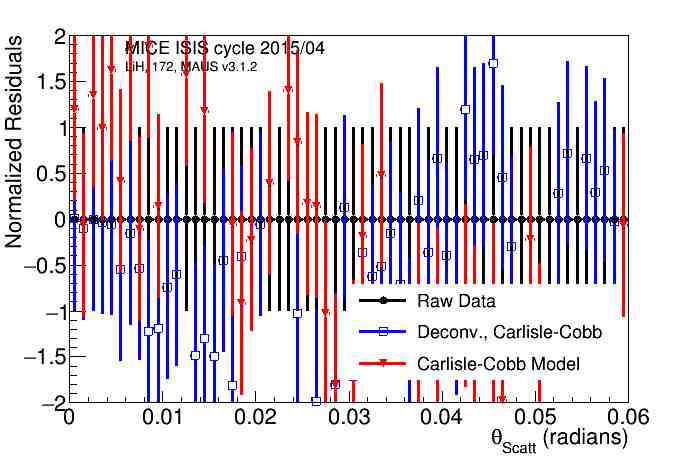 MICE ISIS cycle 2015/04
LiH, 172, MAUS v3.1.2
Normalized Residuals
2
1.5
1
0.5
0
−0.5
−1
−1.5
−2
Raw Data
Deconv., Carlisle-Cobb
Carlisle-Cobb Model
0 0.01 0.02 0.03 0.04 0.05 0.06
θScatt (radians)